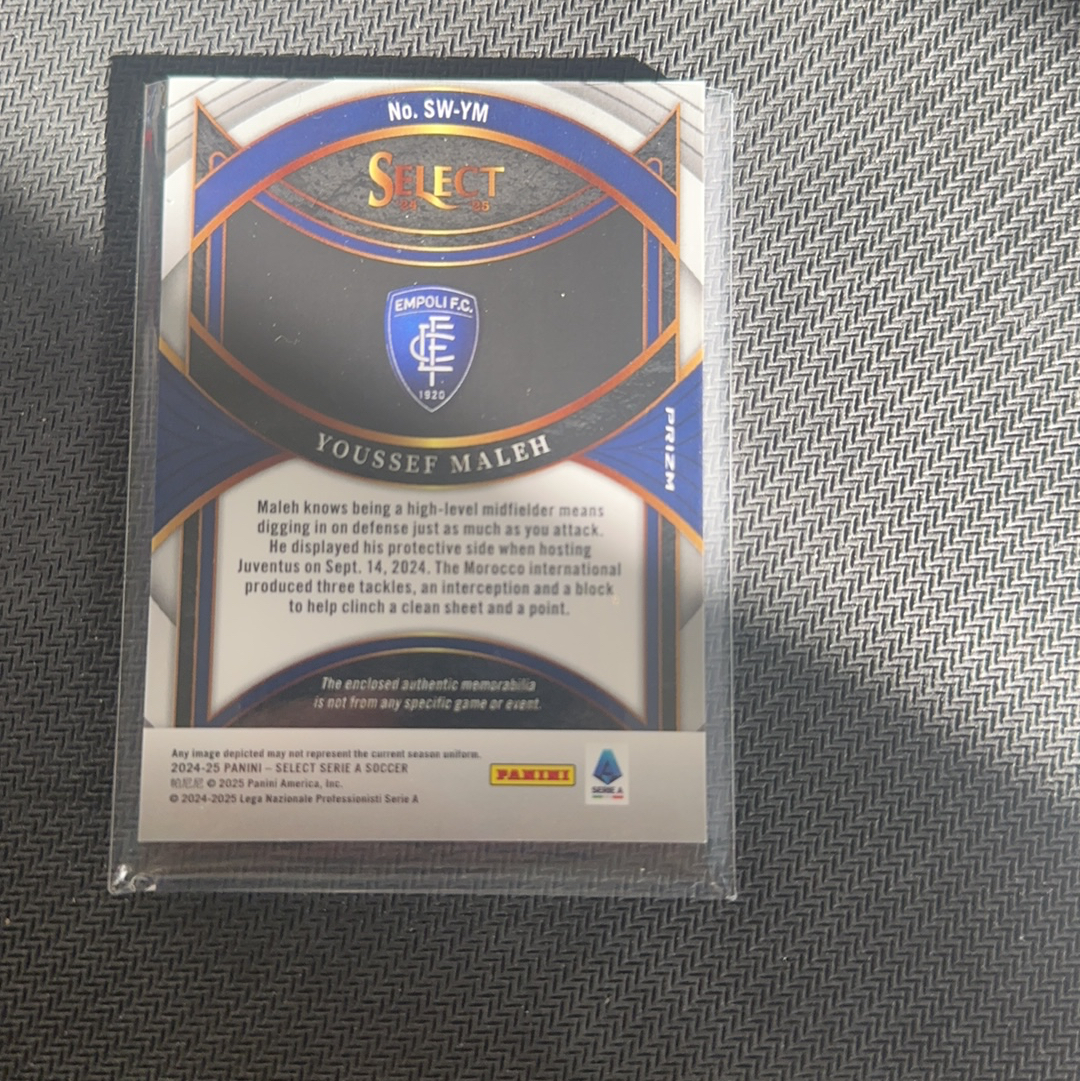 No. SW-YM
SELECT
24 25
EMPOLI F.C.
1920
YOUSSEF MALEH
PRIZM
Maleh knows being a high-level midfielder means
digging in on defense just as much as you attack.
He displayed his protective side when hosting
Juventus on Sept. 14, 2024. The Morocco international
produced three tackles, an interception and a block
to help clinch a clean sheet and a point.
The enclosed authentic memorabilia
is not from any specific game or event.
Any image depicted may not represent the current season uniform.
2024-25 PANINI – SELECT SERIE A SOCCER
帕尼尼 © 2025 Panini America, Inc.
© 2024-2025 Lega Nazionale Professionisti Serie A
PANINI
SERIE A